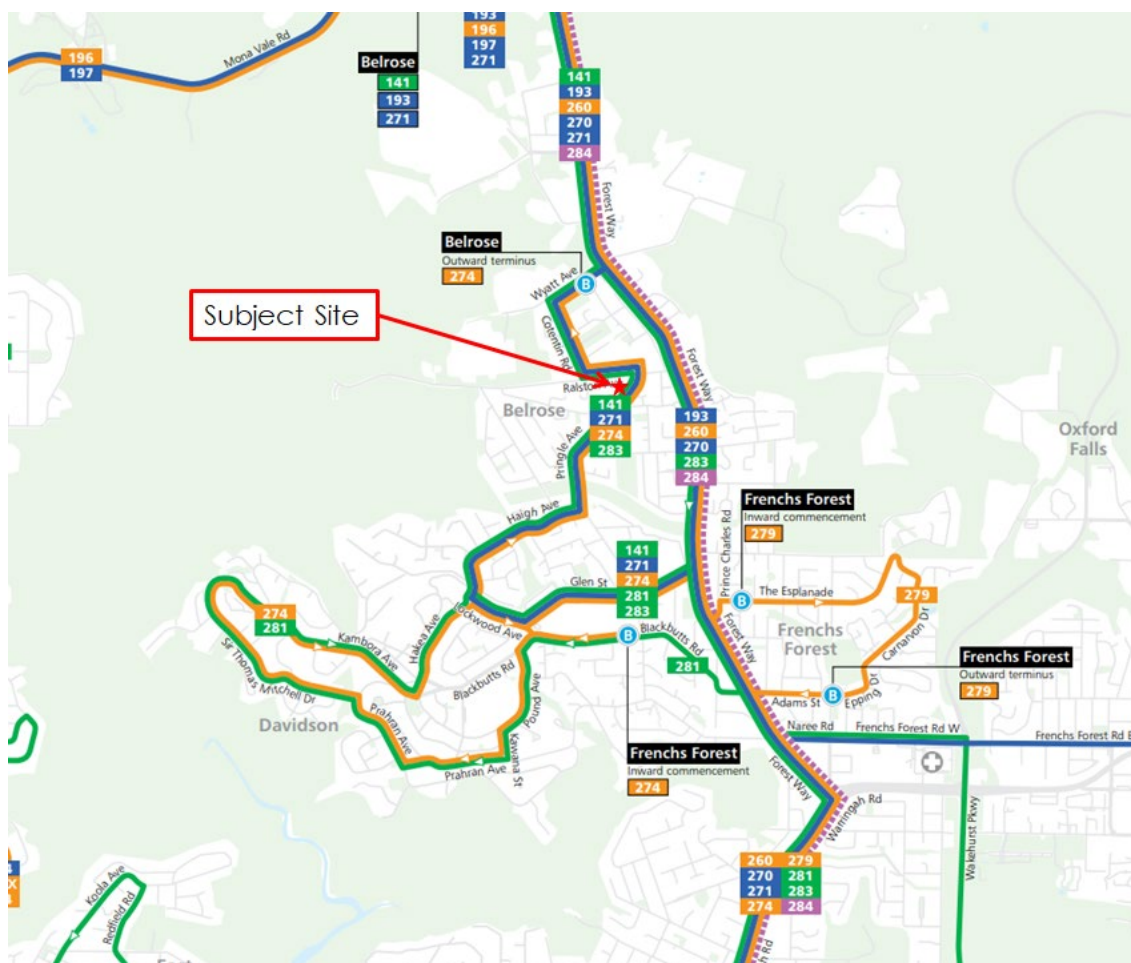 193
196
197
271
196
197
Mona Vale Rd
Belrose
141
193
271
141
193
260
270
271
284
Forest Way
Belrose
Outward terminus
274
B
Wyatt Ave
Cotentin Rd
Subject Site
Forest Way
Belrose
141
271
274
283
Pringle Ave
193
260
270
283
284
Oxford
Falls
Haigh Ave
Prince Charles Rd
Frenchs Forest
Inward commencement
279
141
271
274
281
283
Glen St
B
The Esplanade
279
Carnarvon Dr
Frenchs
Forest
Forest Way
274
281
Kambora Ave
Hakea Ave
B
Blackbutts Rd
281
Blackbutts Rd
Pound Ave
Sir Thomas Mitchell Dr
Prahran Ave
Davidson
Prahran Ave
Kawana St
Frenchs Forest
Outward terminus
279
Adams St
B
Epping Dr
Naree Rd
Frenchs Forest Rd W
Frenchs Forest Rd E
Frenchs Forest
Inward commencement
274
Forest Way
Warringah Rd
Wakehurst Pkwy
260 279
270 281
271 283
274 284
Koola Ave
Redfield Rd